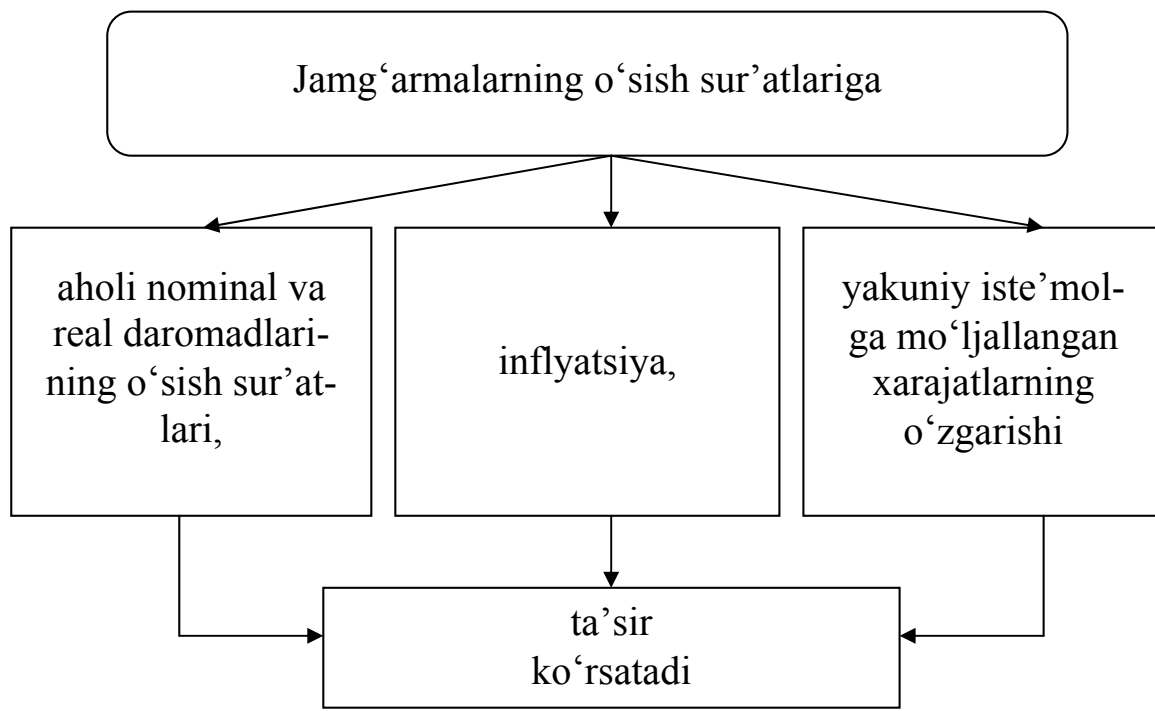 Jamg‘armalarning o‘sish sur’atlariga
aholi nominal va
real daromadlari-
ning o‘sish sur’at-
lari,
inflyatsiya,
yakuniy iste’mol-
ga mo‘ljallangan
xarajatlarning
o‘zgarishi
ta’sir
ko‘rsatadi